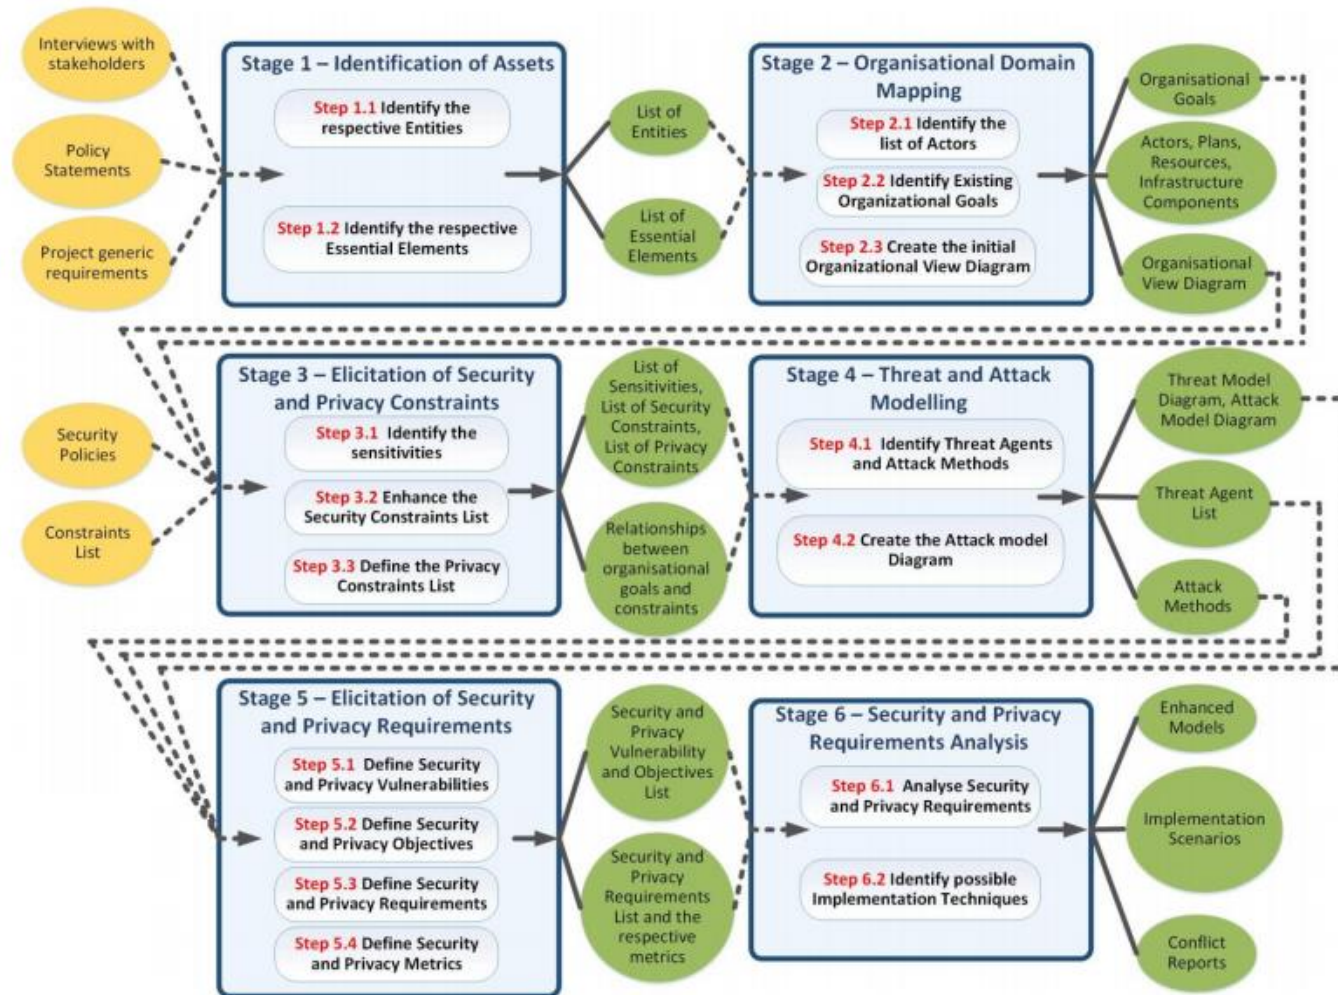 Interviews with
stakeholders
Policy
Statements
Project generic
requirements
Stage 1 – Identification of Assets
Step 1.1 Identify the
respective Entities
Step 1.2 Identify the respective
Essential Elements
List of
Entities
List of
Essential
Elements
Stage 2 – Organisational Domain
Mapping
Step 2.1 Identify the
list of Actors
Step 2.2 Identify Existing
Organizational Goals
Step 2.3 Create the initial
Organizational View Diagram
Organisational
Goals
Actors, Plans,
Resources,
Infrastructure
Components
Organisational
View Diagram
Security
Policies
Constraints
List
Stage 3 – Elicitation of Security
and Privacy Constraints
Step 3.1 Identify the
sensitivities
Step 3.2 Enhance the
Security Constraints List
Step 3.3 Define the Privacy
Constraints List
List of
Sensitivities,
List of Security
Constraints,
List of Privacy
Constraints
Relationships
between
organisational
goals and
constraints
Stage 4 – Threat and Attack
Modelling
Step 4.1 Identify Threat Agents
and Attack Methods
Step 4.2 Create the Attack model
Diagram
Threat Model
Diagram, Attack
Model Diagram
Threat Agent
List
Attack
Methods
Stage 5 – Elicitation of Security
and Privacy Requirements
Step 5.1 Define Security
and Privacy Vulnerabilities
Step 5.2 Define Security
and Privacy Objectives
Step 5.3 Define Security
and Privacy Requirements
Step 5.4 Define Security
and Privacy Metrics
Security and
Privacy
Vulnerability
and Objectives
List
Security and
Privacy
Requirements
List and the
respective
metrics
Stage 6 – Security and Privacy
Requirements Analysis
Step 6.1 Analyse Security
and Privacy Requirements
Step 6.2 Identify possible
Implementation Techniques
Enhanced
Models
Implementation
Scenarios
Conflict
Reports